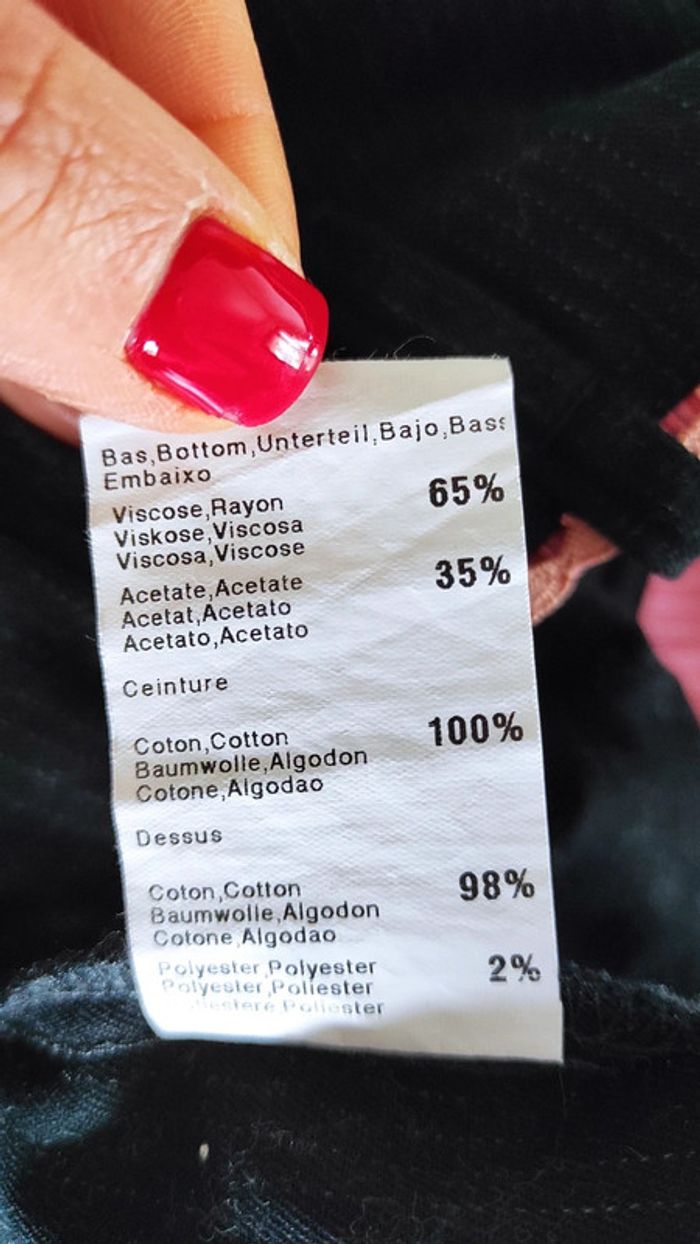 Bas,Bottom,Unterteil,Bajo,Bass
Embaixo
Viscose,Rayon 65%
Viskose,Viscosa
Viscosa,Viscose
Acetate,Acetate 35%
Acetat,Acetato
Acetato,Acetato
Ceinture
Coton,Cotton 100%
Baumwolle,Algodon
Cotone,Algodao
Dessus
Coton,Cotton 98%
Baumwolle,Algodon
Cotone,Algodao
Polyester,Polyester 2%
Polyester,Poliester
Poliester